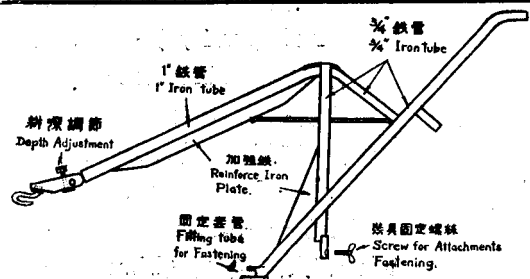 ¾" 鉄管
¾" Iron tube
1" 鉄管
1" Iron tube
耕深調節
Depth Adjustment
加強鉄
Reinforce Iron
Plate.
固定套管
Fitting tube
for Fastening
裝具固定螺絲
Screw for Attachments
Fastening.